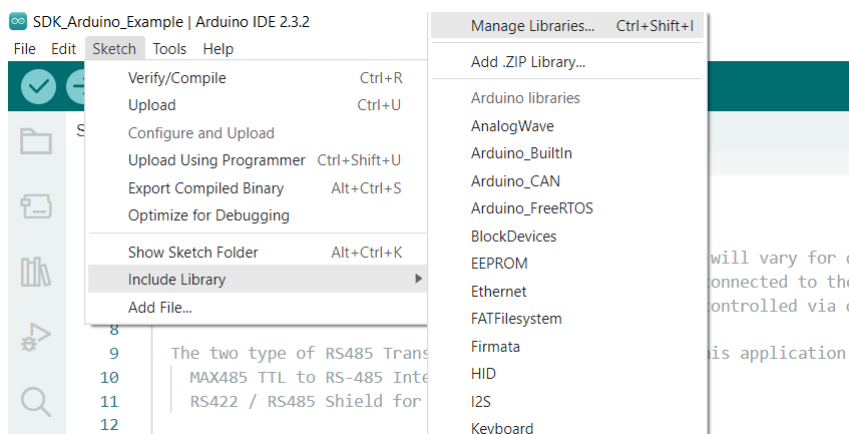 SDK_Arduino_Example | Arduino IDE 2.3.2
File Edit Sketch Tools Help
Verify/Compile Ctrl+R
Upload Ctrl+U
Configure and Upload
Upload Using Programmer Ctrl+Shift+U
Export Compiled Binary Alt+Ctrl+S
Optimize for Debugging
Show Sketch Folder Alt+Ctrl+K
Include Library
Add File...
Manage Libraries... Ctrl+Shift+I
Add .ZIP Library...
Arduino libraries
AnalogWave
Arduino_BuiltIn
Arduino_CAN
Arduino_FreeRTOS
BlockDevices
EEPROM
Ethernet
FATFilesystem
Firmata
HID
I2S
Keyboard
will vary for
onnected to the
ontrolled via
8
9 The two type of RS485 Trans is application
10 MAX485 TTL to RS-485 Inte
11 RS422 / RS485 Shield for
12